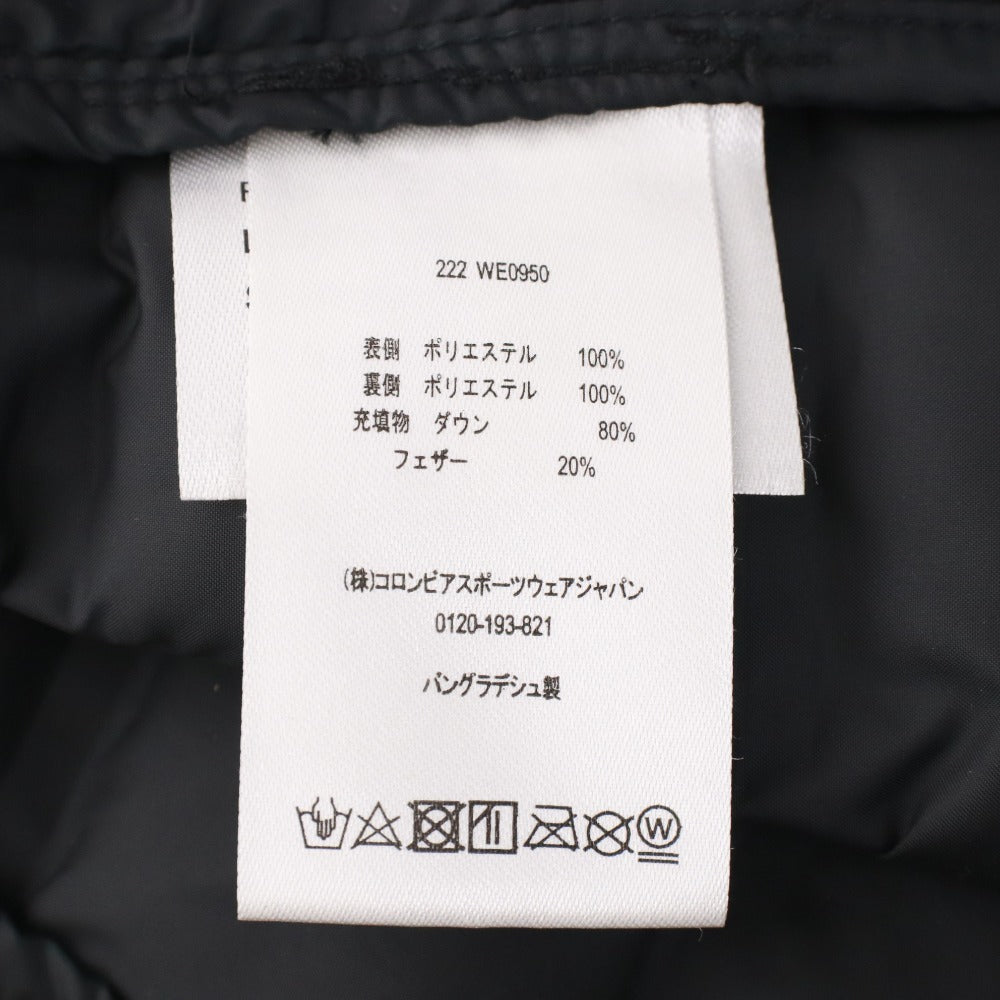 F
L
S
222 WE0950
表側 ポリエステル 100%
裏側 ポリエステル 100%
充填物 ダウン 80%
フェザー 20%
(株)コロンビアスポーツウェアジャパン
0120-193-821
バングラデシュ製
W